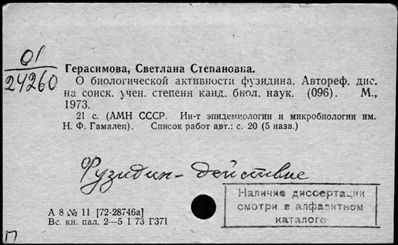 01
24260
Герасимова, Светлана Степановна.
О биологической активности фузидина. Автореф. дис.
на соиск. учен. степени канд. биол. наук. (096). М.,
1973.
21 с. (АМН СССР. Ин-т эпидемиологии и микробиологии им.
Н. Ф. Гамалеи). Список работ авт.: с. 20 (5 назв.)
Фузидин-действие
А 8 № 11 [72-28746а]
Вс. кн. пал. 2—5 I 73 Г371
Наличие диссертации
смотри в алфавитном
каталоге
П